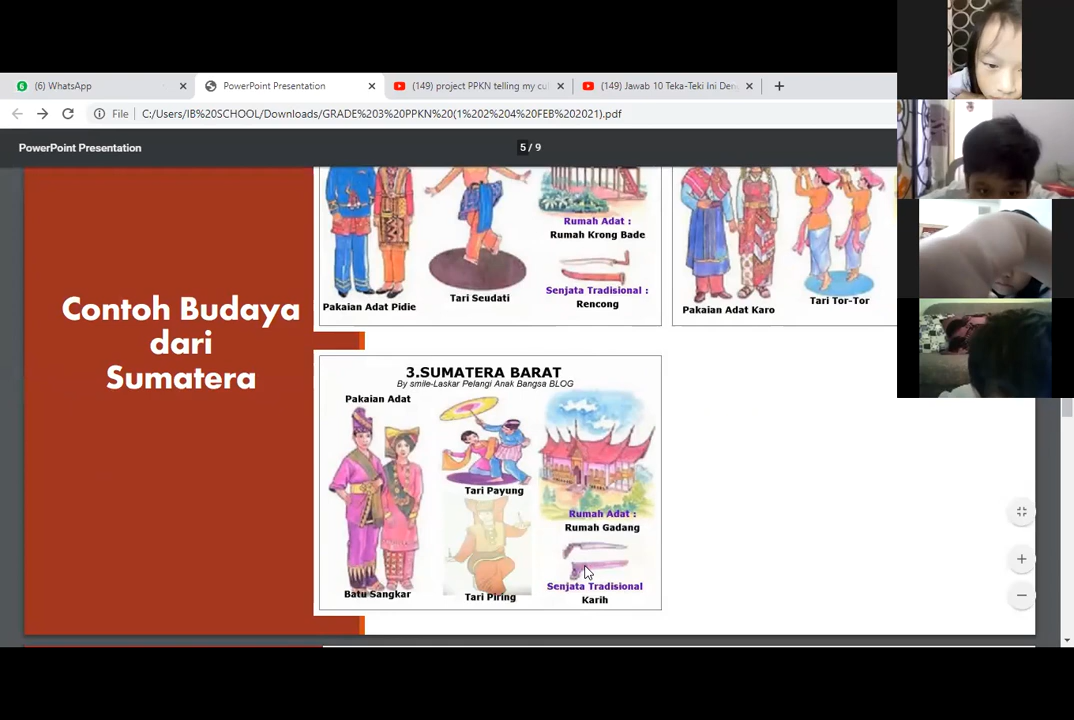 (6) WhatsApp
PowerPoint Presentation
(149) project PPKN telling my cu
(149) Jawab 10 Teka-Teki Ini Den
File
C:/Users/IB%20SCHOOL/Downloads/GRADE%203%20PPKN%20(1%202%204%20FEB%202021).pdf
PowerPoint Presentation
5 / 9
Contoh Budaya
dari
Sumatera
Pakaian Adat Pidie
Tari Seudati
Rumah Adat :
Rumah Krong Bade
Senjata Tradisional :
Rencong
Pakaian Adat Karo
Tari Tor-Tor
3.SUMATERA BARAT
By smile-Laskar Pelangi Anak Bangsa BLOG
Pakaian Adat
Batu Sangkar
Tari Payung
Tari Piring
Rumah Adat :
Rumah Gadang
Senjata Tradisional
Karih